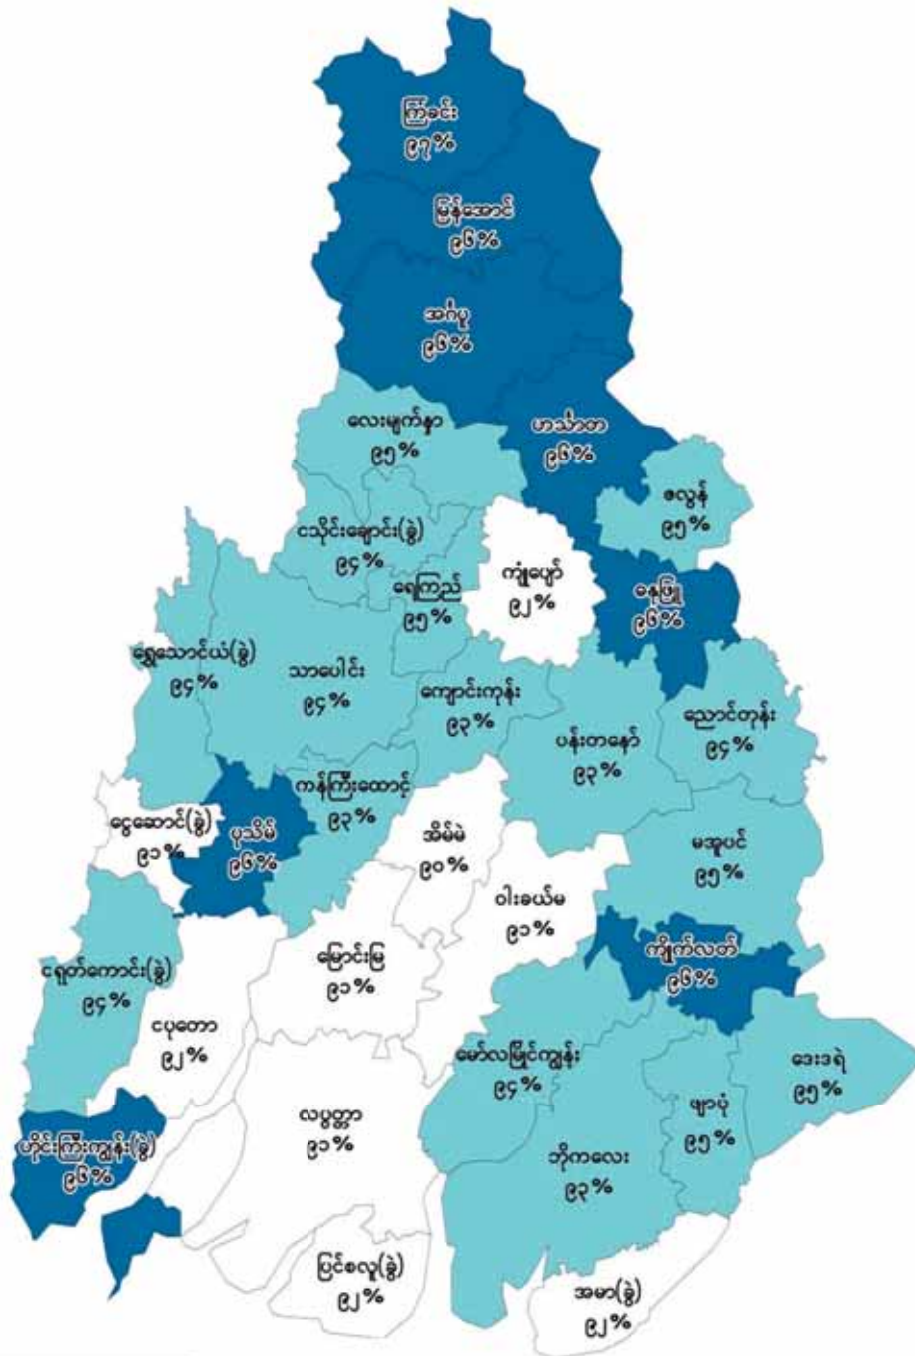 ကြံခင်း
၉၇%
မြန်အောင်
၉၆%
အင်္ဂပူ
၉၆%
လေးမျက်နှာ
၉၅%
ဟင်္သာတ
၉၆%
ဇလွန်
၉၅%
ငသိုင်းချောင်း(ခွဲ)
၉၄%
ရေကြည်
၉၅%
ကျုံပျော်
၉၂%
ဓနုဖြူ
၉၆%
ရွှေသောင်ယံ(ခွဲ)
၉၄%
သာပေါင်း
၉၄%
ကျောင်းကုန်း
၉၃%
ပန်းတနော်
၉၃%
ညောင်တုန်း
၉၄%
ငွေဆောင်(ခွဲ)
၉၁%
ပုသိမ်
၉၆%
ကန်ကြီးထောင့်
၉၃%
အိမ်မဲ
၉၀%
မအူပင်
၉၅%
ဝါးခယ်မ
၉၁%
ငရုတ်ကောင်း(ခွဲ)
၉၄%
မြောင်းမြ
၉၁%
ကျိုက်လတ်
၉၆%
ငပုတော
၉၂%
မော်လမြိုင်ကျွန်း
၉၄%
ဒေးဒရဲ
၉၅%
ဟိုင်းကြီးကျွန်း(ခွဲ)
၉၆%
လပွတ္တာ
၉၁%
ဖျာပုံ
၉၅%
ဘိုကလေး
၉၃%
ပြင်စလူ(ခွဲ)
၉၂%
အမာ(ခွဲ)
၉၂%